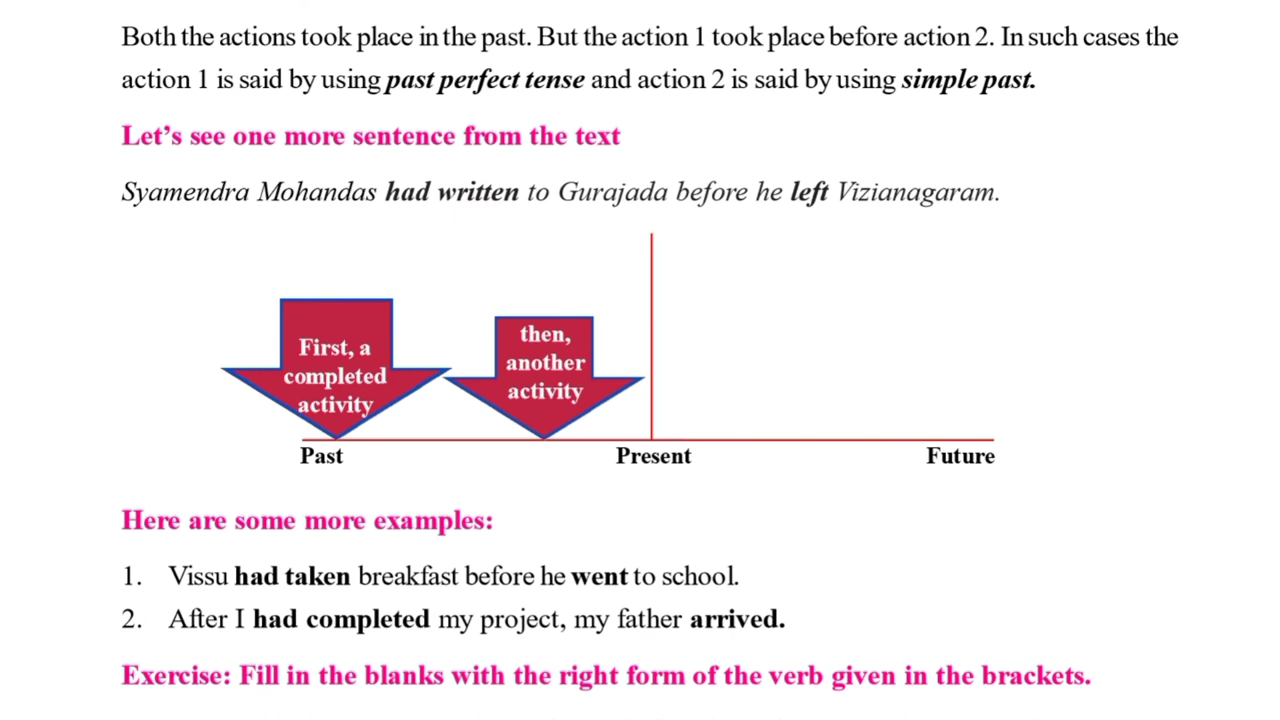 Both the actions took place in the past. But the action 1 took place before action 2. In such cases the
action 1 is said by using past perfect tense and action 2 is said by using simple past.
Let's see one more sentence from the text
Syamendra Mohandas had written to Gurajada before he left Vizianagaram.
First, a
completed
activity
then,
another
activity
Past Present Future
Here are some more examples:
1. Vissu had taken breakfast before he went to school.
2. After I had completed my project, my father arrived.
Exercise: Fill in the blanks with the right form of the verb given in the brackets.